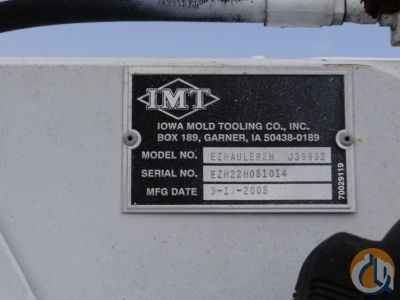 IMT
IOWA MOLD TOOLING CO., INC.
BOX 189, GARNER, IA 50438-0189
MODEL NO.
SERIAL NO. EZH22H051014
MFG DATE
70029119